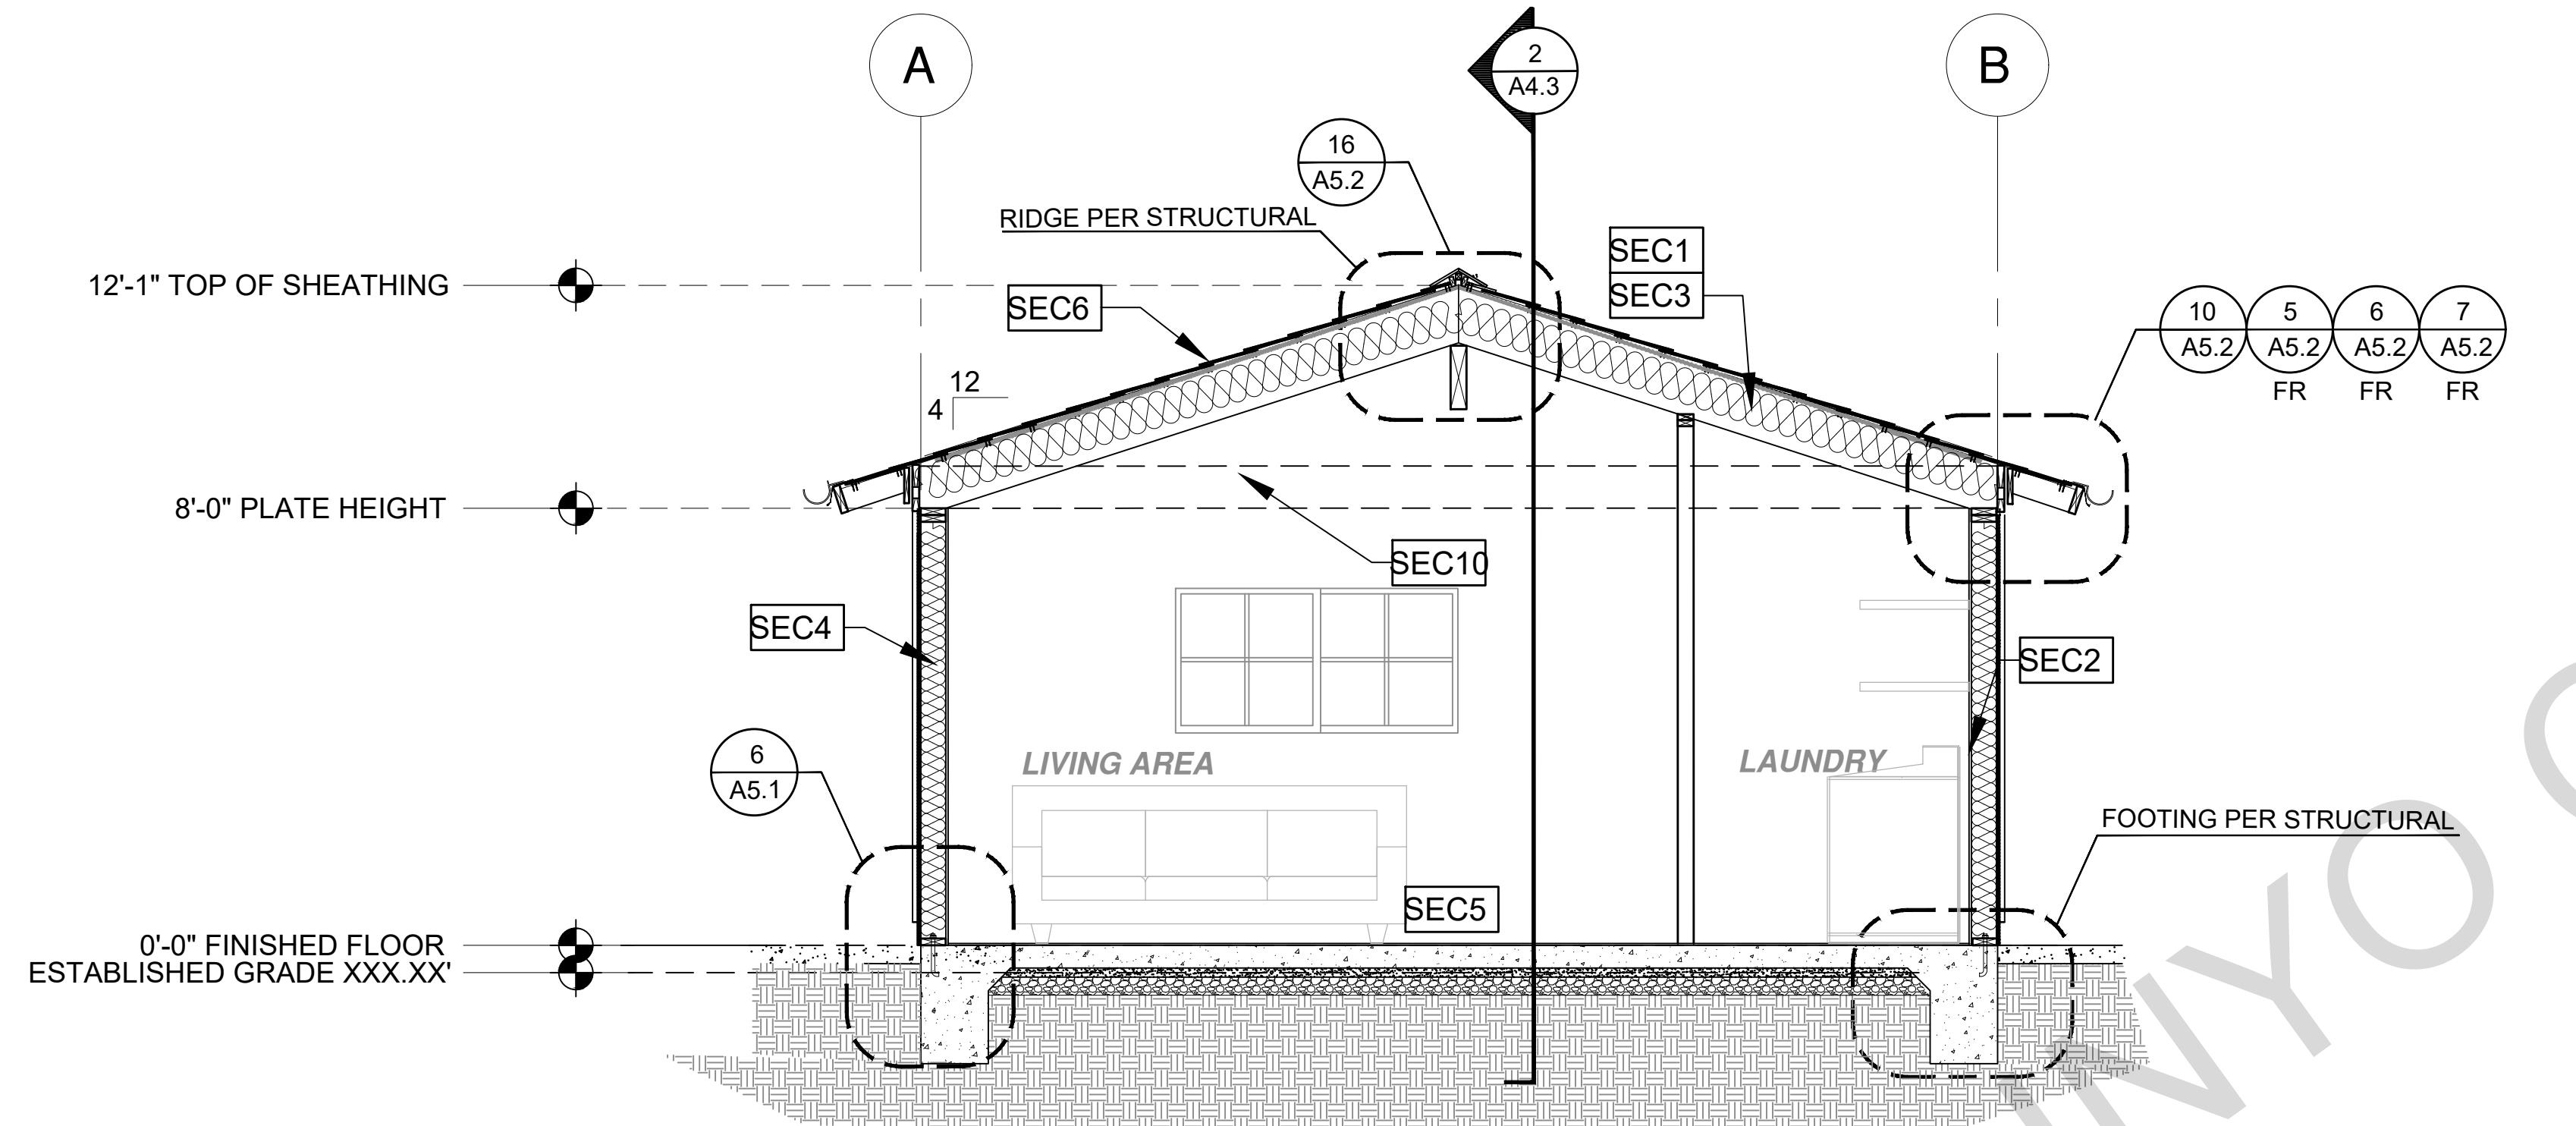 A
B
2
A4.3
16
A5.2
RIDGE PER STRUCTURAL
SEC1
SEC3
12'-1" TOP OF SHEATHING
SEC6
10
A5.2
5
A5.2
FR
6
A5.2
FR
7
A5.2
FR
12
4
8'-0" PLATE HEIGHT
SEC10
SEC4
SEC2
6
A5.1
LIVING AREA
LAUNDRY
FOOTING PER STRUCTURAL
SEC5
0'-0" FINISHED FLOOR
ESTABLISHED GRADE XXX.XX'